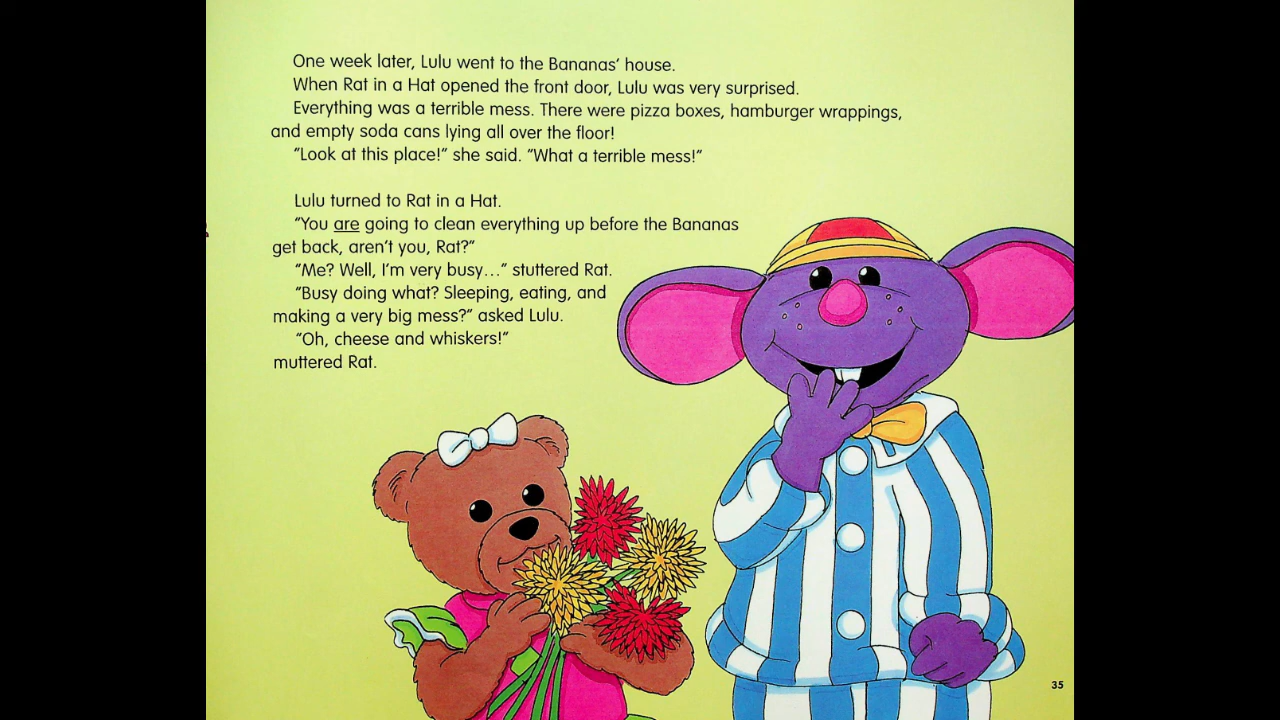 One week later, Lulu went to the Bananas' house.
When Rat in a Hat opened the front door, Lulu was very surprised.
Everything was a terrible mess. There were pizza boxes, hamburger wrappings,
and empty soda cans lying all over the floor!
"Look at this place!" she said. "What a terrible mess!"
Lulu turned to Rat in a Hat.
"You are going to clean everything up before the Bananas
get back, aren't you, Rat?"
"Me? Well, I'm very busy…" stuttered Rat.
"Busy doing what? Sleeping, eating, and
making a very big mess?" asked Lulu.
"Oh, cheese and whiskers!"
muttered Rat.
35